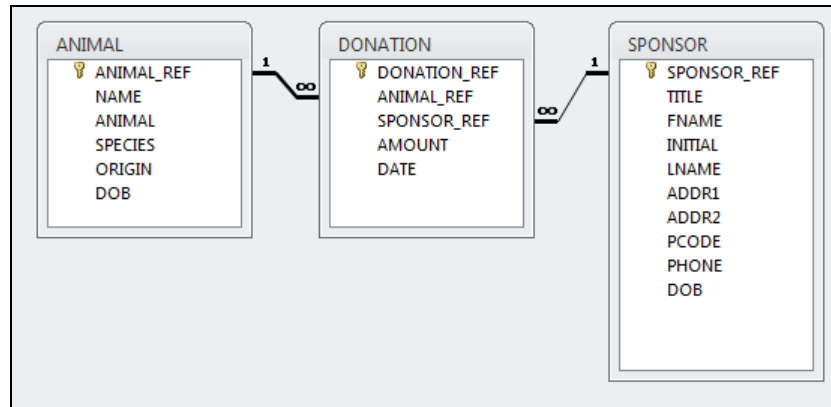 ANIMAL
ANIMAL_REF
NAME
ANIMAL
SPECIES
ORIGIN
DOB
1
∞
DONATION
DONATION_REF
ANIMAL_REF
SPONSOR_REF
AMOUNT
DATE
∞
1
SPONSOR
SPONSOR_REF
TITLE
FNAME
INITIAL
LNAME
ADDR1
ADDR2
PCODE
PHONE
DOB